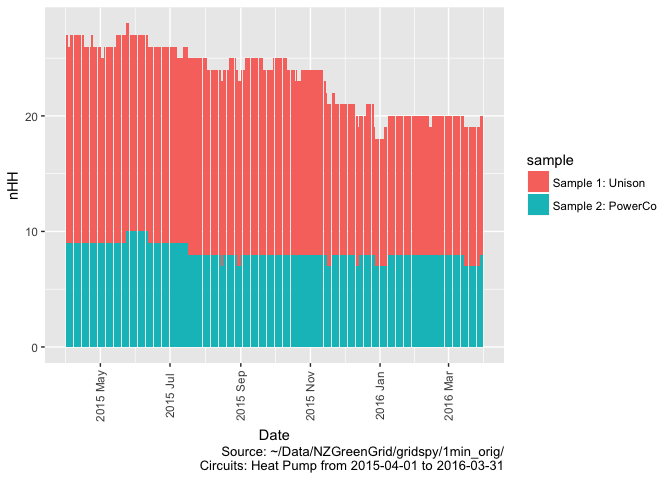 nHH
20
10
0
2015 May
2015 Jul
2015 Sep
2015 Nov
2016 Jan
2016 Mar
Date
sample
Sample 1: Unison
Sample 2: PowerCo
Source: ~/Data/NZGreenGrid/gridspy/1min_orig/
Circuits: Heat Pump from 2015-04-01 to 2016-03-31